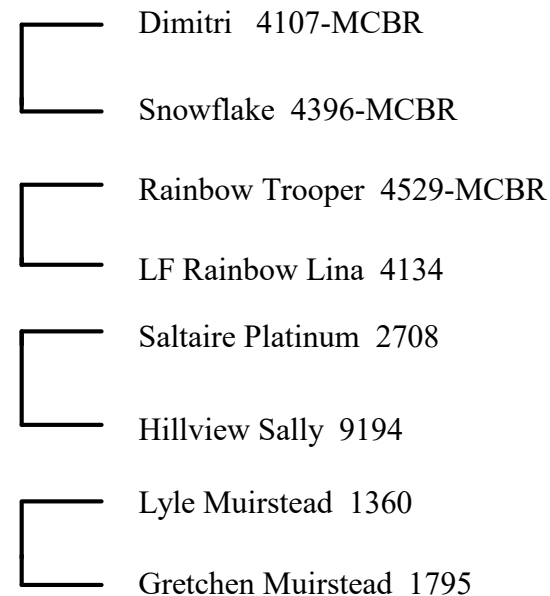 Dimitri 4107-MCBR
Snowflake 4396-MCBR
Rainbow Trooper 4529-MCBR
LF Rainbow Lina 4134
Saltaire Platinum 2708
Hillview Sally 9194
Lyle Muirstead 1360
Gretchen Muirstead 1795